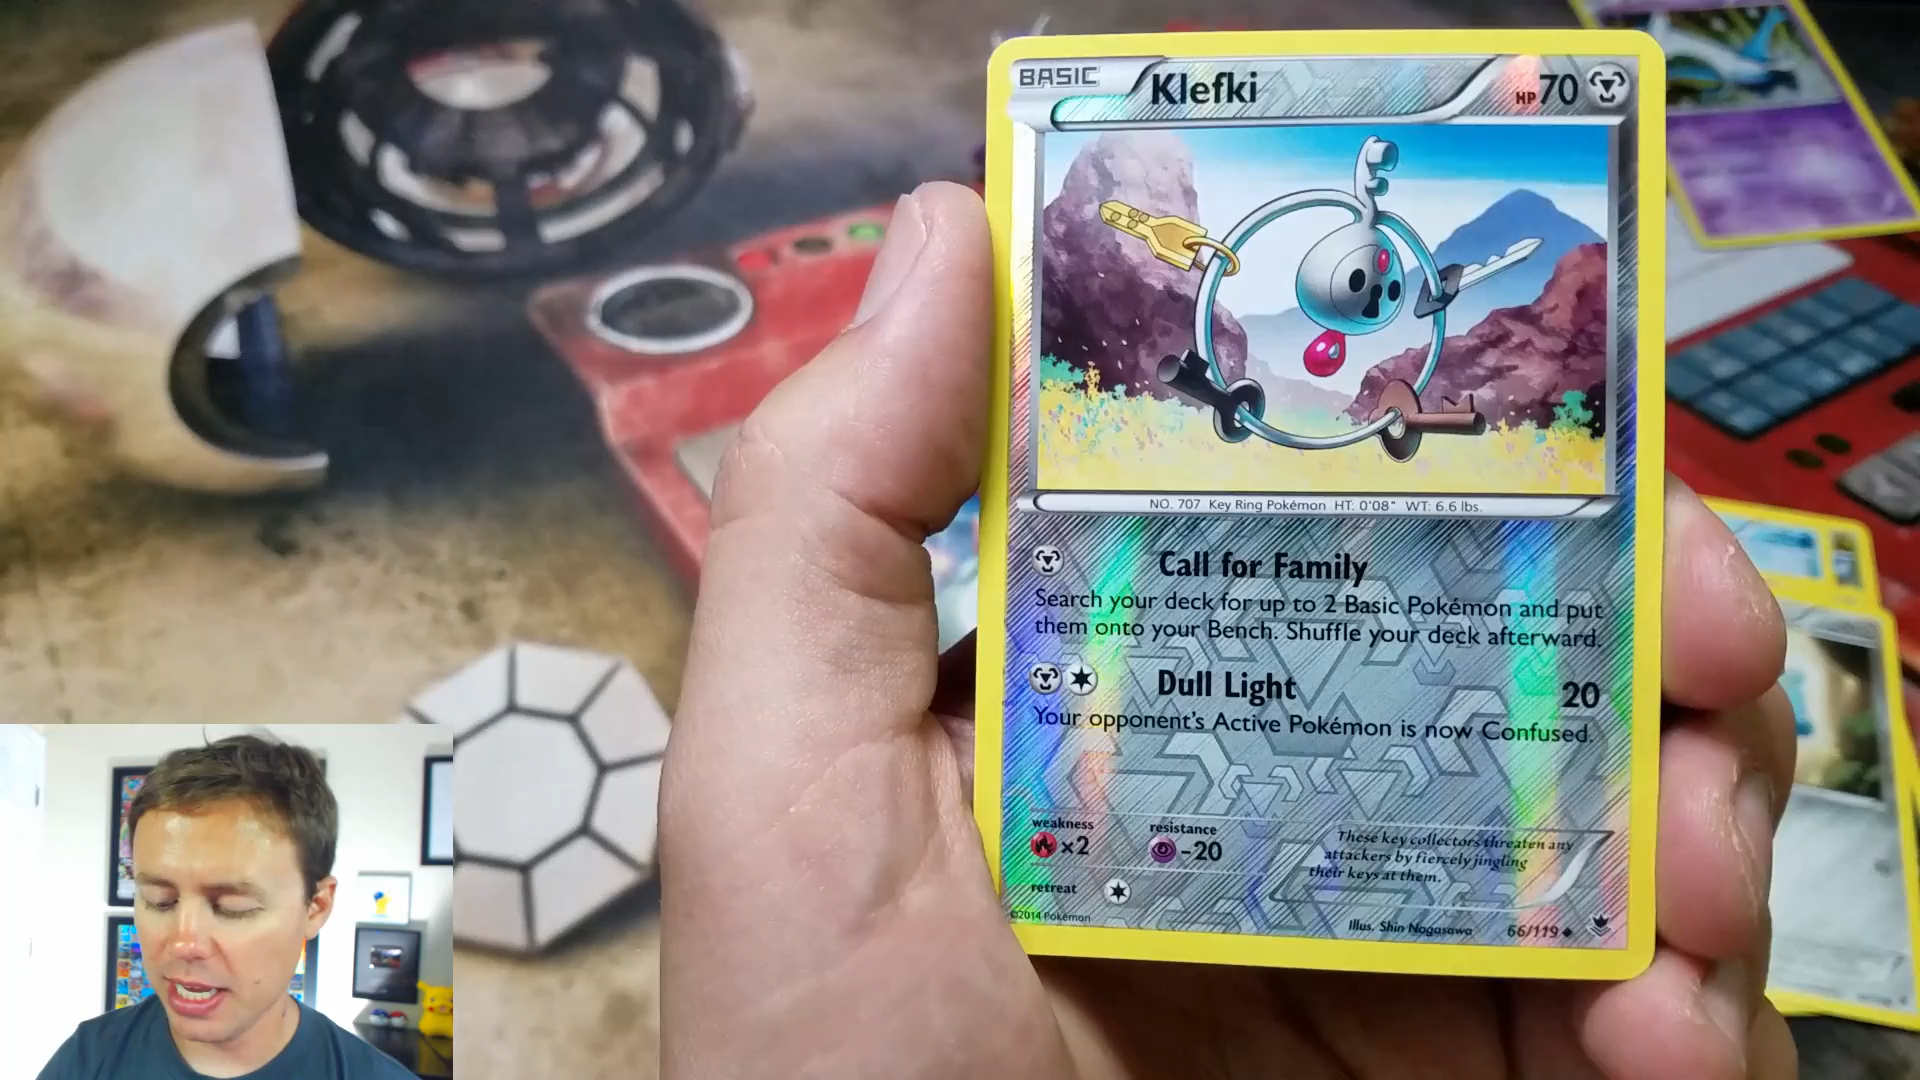 BASIC Klefki HP70
NO. 707 Key Ring Pokémon HT: 0'08" WT: 6.6 lbs.
Call for Family
Search your deck for up to 2 Basic Pokémon and put
them onto your Bench. Shuffle your deck afterward.
Dull Light 20
Your opponent's Active Pokémon is now Confused.
weakness resistance
×2 -20
These key collectors threaten any
attackers by fiercely jingling
their keys at them.
retreat
©2014 Pokémon
Illus. Shin Nagasawa 66/119